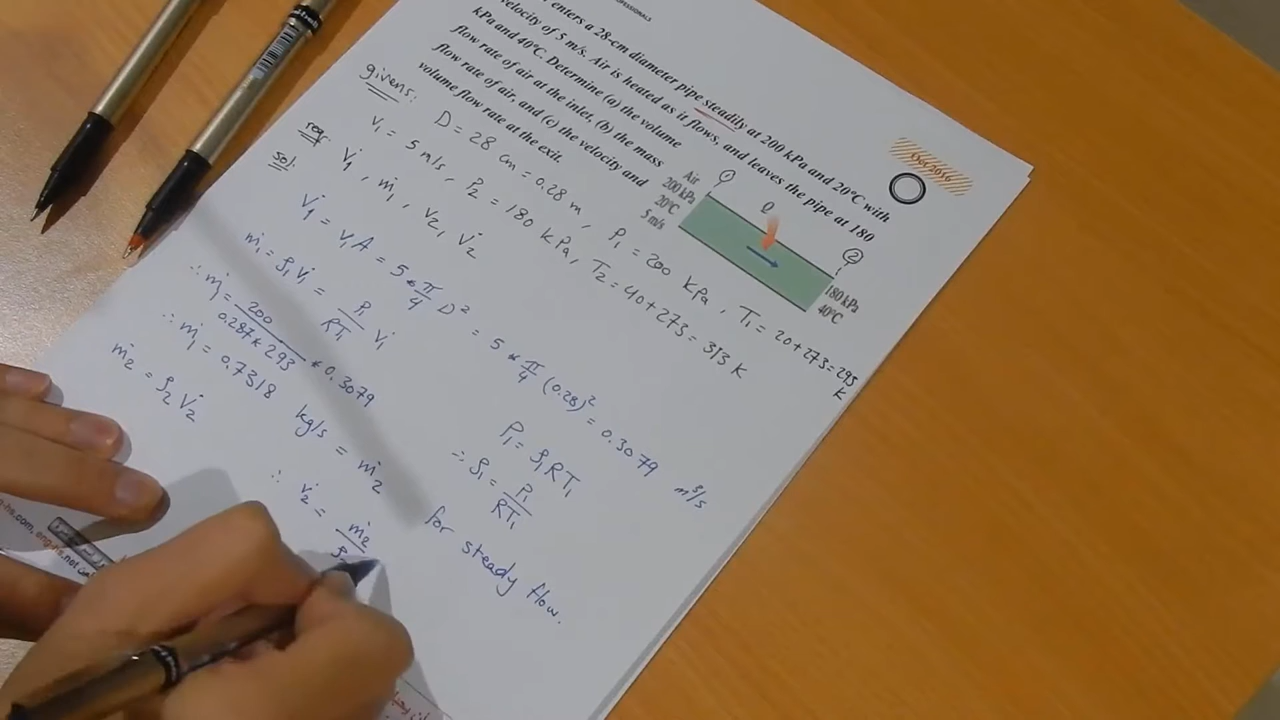 OFESSIONALS
enters a 28-cm diameter pipe steadily at 200 kPa and 20°C with
velocity of 5 m/s. Air is heated as it flows, and leaves the pipe at 180
kPa and 40°C. Determine (a) the volume
flow rate of air at the inlet, (b) the mass
flow rate of air, and (c) the velocity and
volume flow rate at the exit.
Oct 2016
Air
200 kPa
20°C
5 m/s
1
Q
2
180 kPa
40°C
givens:
D = 28 cm = 0.28 m, P1 = 200 kPa, T1 = 20+273=293 K
v1 = 5 m/s, P2 = 180 kPa, T2 = 40+273 = 313 K
req. V̇1, ṁ1, v2, V̇2
sol.
V̇1 = v1A = 5 * π/4 D² = 5 * π/4 (0.28)² = 0.3079 m³/s
ṁ1 = ρ1 V̇1 = P1/RT1 V̇1
P1 = ρ1RT1
∴ ρ1 = P1/RT1
∴ ṁ1 = 200/0.287*293 * 0.3079
∴ ṁ1 = 0.7318 kg/s = ṁ2 for steady flow.
ṁ2 = ρ2 V̇2
∴ V̇2 = ṁ2/ρ